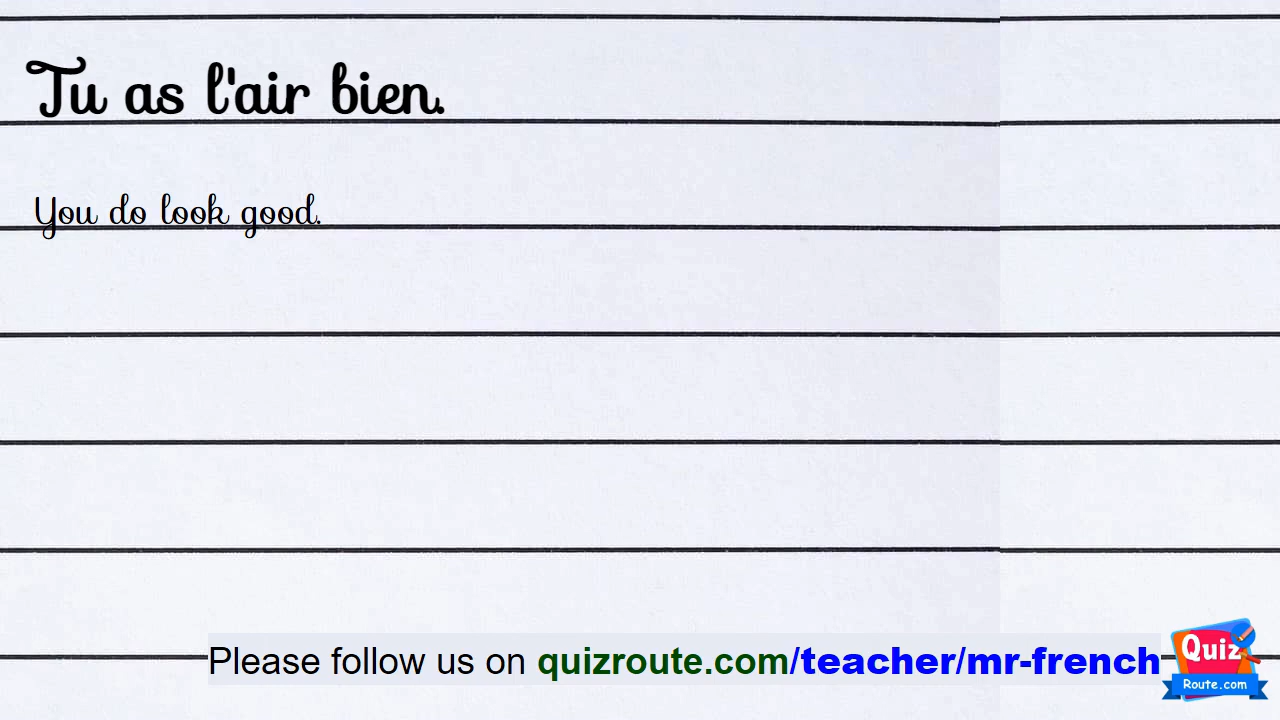 Tu as l'air bien.
You do look good.
Please follow us on quizroute.com/teacher/mr-french
Quiz
Route.com